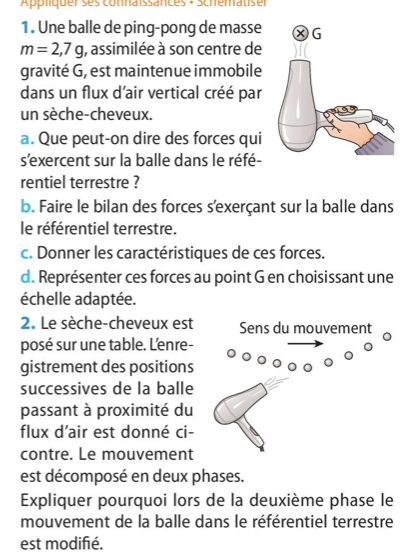 Appliquer ses connaissances • Schématiser
1. Une balle de ping-pong de masse
m = 2,7 g, assimilée à son centre de
gravité G, est maintenue immobile
dans un flux d'air vertical créé par
un sèche-cheveux.
G
a. Que peut-on dire des forces qui
s'exercent sur la balle dans le réfé-
rentiel terrestre ?
b. Faire le bilan des forces s'exerçant sur la balle dans
le référentiel terrestre.
c. Donner les caractéristiques de ces forces.
d. Représenter ces forces au point G en choisissant une
échelle adaptée.
2. Le sèche-cheveux est
posé sur une table. L'enre-
gistrement des positions
successives de la balle
passant à proximité du
flux d'air est donné ci-
contre. Le mouvement
est décomposé en deux phases.
Sens du mouvement
Expliquer pourquoi lors de la deuxième phase le
mouvement de la balle dans le référentiel terrestre
est modifié.